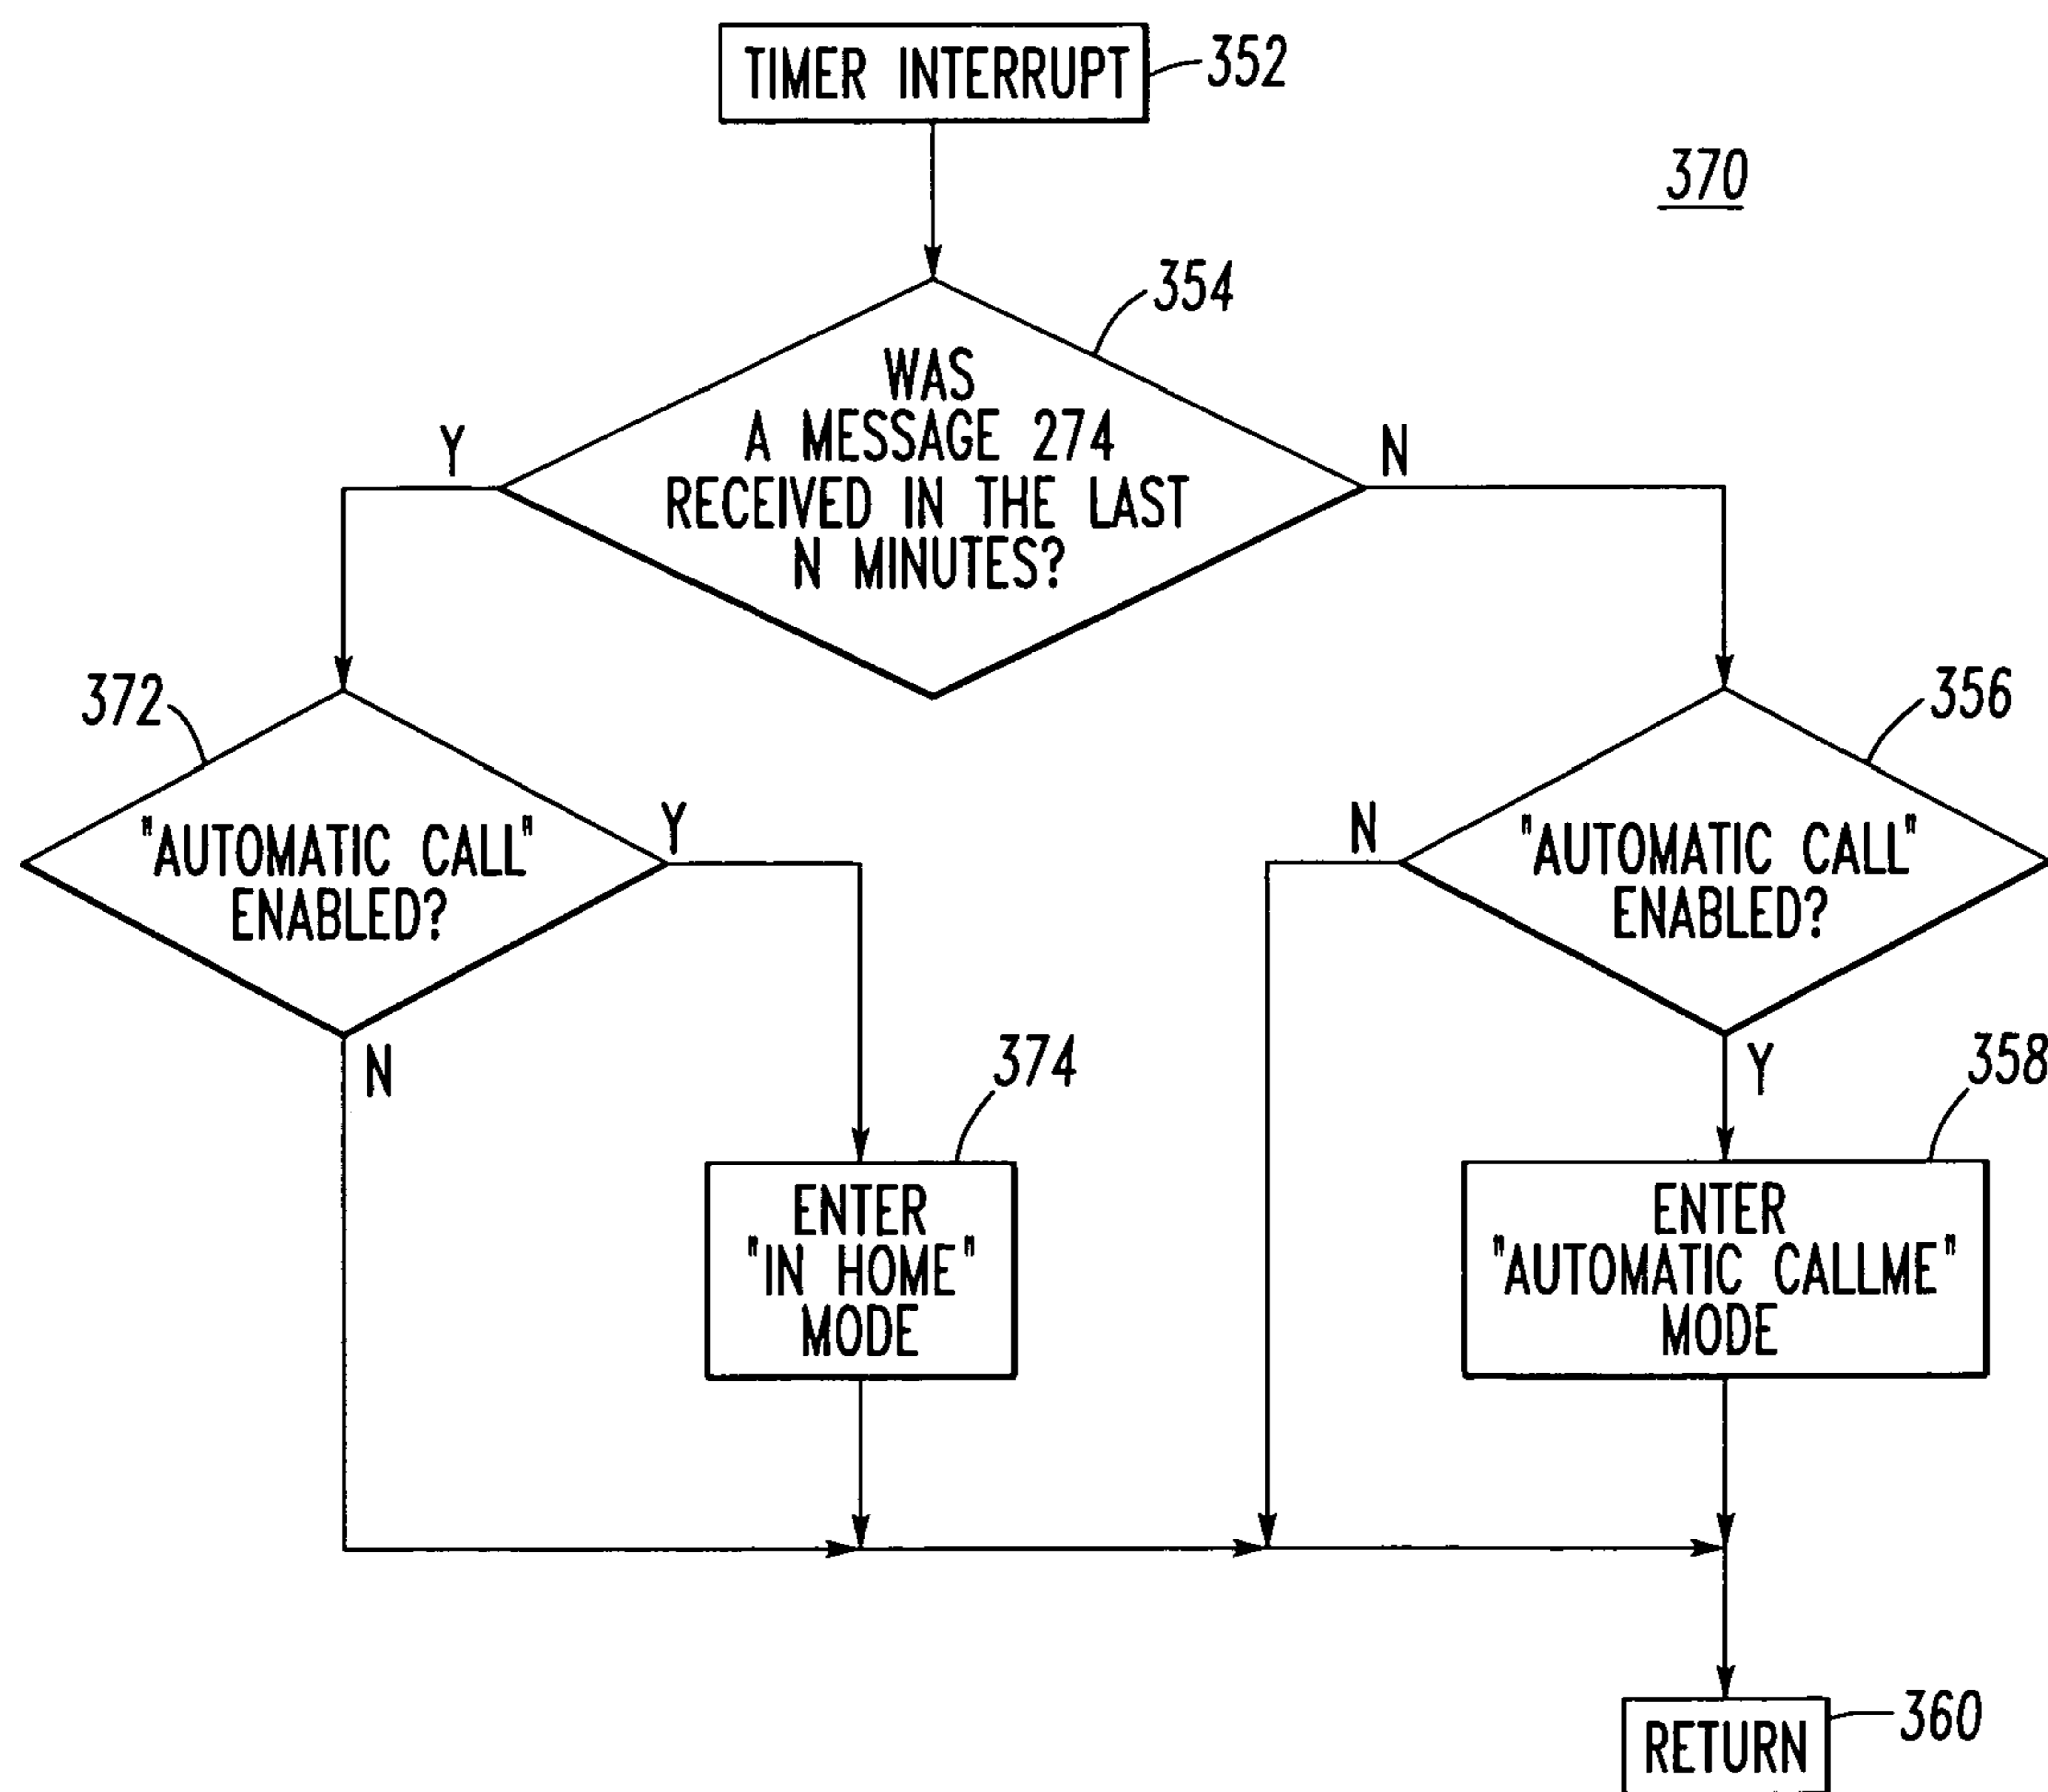 TIMER INTERRUPT
352
370
354
WAS
A MESSAGE 274
RECEIVED IN THE LAST
N MINUTES?
Y
N
372
"AUTOMATIC CALL"
ENABLED?
Y
N
356
"AUTOMATIC CALL"
ENABLED?
N
Y
374
ENTER
"IN HOME"
MODE
358
ENTER
"AUTOMATIC CALLME"
MODE
RETURN
360